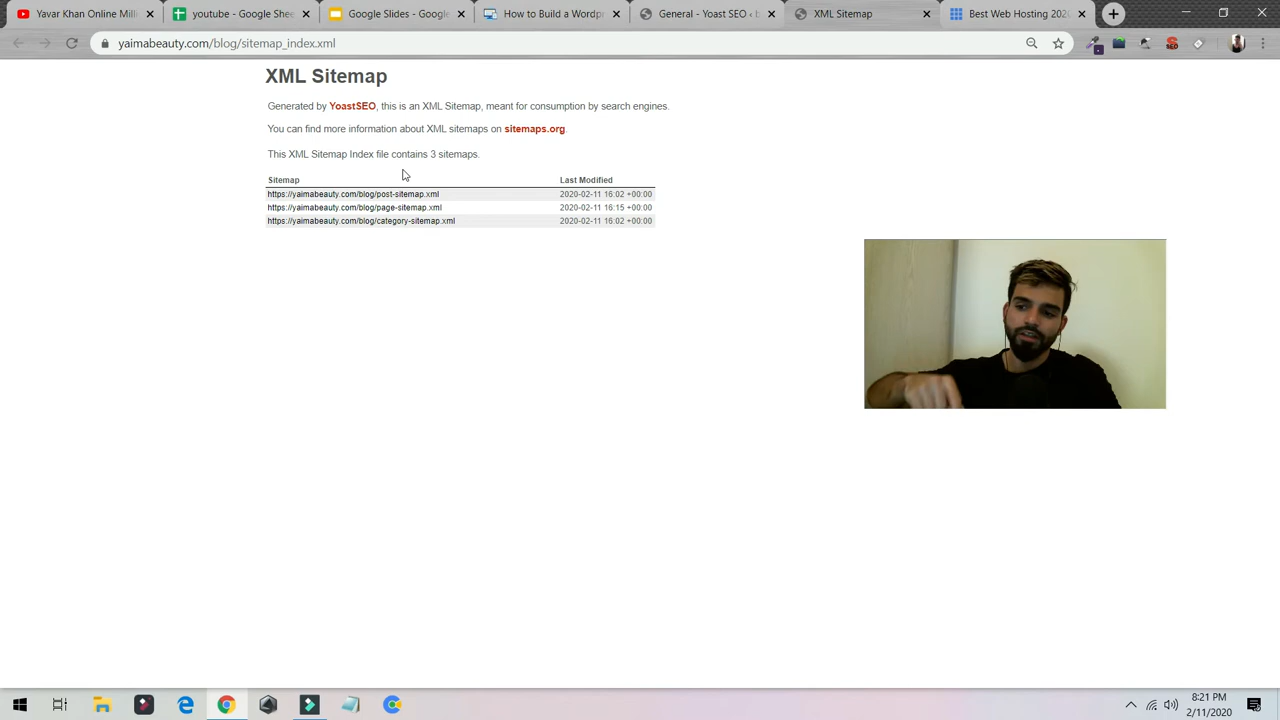 Yavar Khan Online Milli
youtube - Google Shee
Google Slides - Google
How to Build a Wordpr
General - Yoast SEO ‹ b
XML Sitemap
Best Web Hosting 2020
yaimabeauty.com/blog/sitemap_index.xml
SEO
XML Sitemap
Generated by YoastSEO, this is an XML Sitemap, meant for consumption by search engines.
You can find more information about XML sitemaps on sitemaps.org.
This XML Sitemap Index file contains 3 sitemaps.
Sitemap Last Modified
https://yaimabeauty.com/blog/post-sitemap.xml 2020-02-11 16:02 +00:00
https://yaimabeauty.com/blog/page-sitemap.xml 2020-02-11 16:15 +00:00
https://yaimabeauty.com/blog/category-sitemap.xml 2020-02-11 16:02 +00:00
8:21 PM
2/11/2020